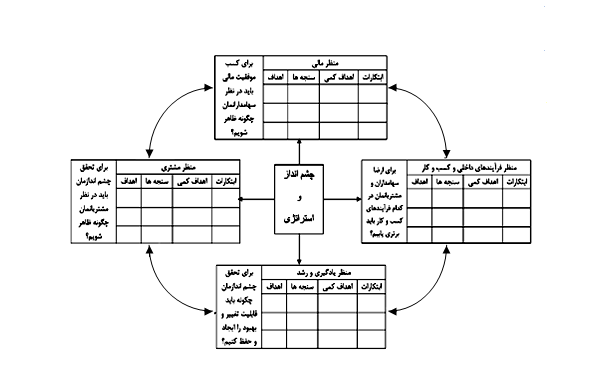 منظر مالی
برای کسب
موفقیت مالی
باید در نظر
سهامدارانمان
چگونه ظاهر
شویم؟
اهداف سنجه ها اهداف کمی ابتکارات
منظر مشتری
برای تحقق
چشم اندازمان
باید در نظر
مشتریانمان
چگونه ظاهر
شویم؟
اهداف سنجه ها اهداف کمی ابتکارات
چشم انداز
و
استراتژی
منظر فرآیندهای داخلی و کسب و کار
برای ارضا
سهامداران و
مشتریانمان در
کدام فرآیندهای
کسب و کار باید
برتری یابیم؟
اهداف سنجه ها اهداف کمی ابتکارات
منظر یادگیری و رشد
برای تحقق
چشم اندازمان
چگونه باید
قابلیت تغییر و
بهبود را ایجاد
و حفظ کنیم؟
اهداف سنجه ها اهداف کمی ابتکارات